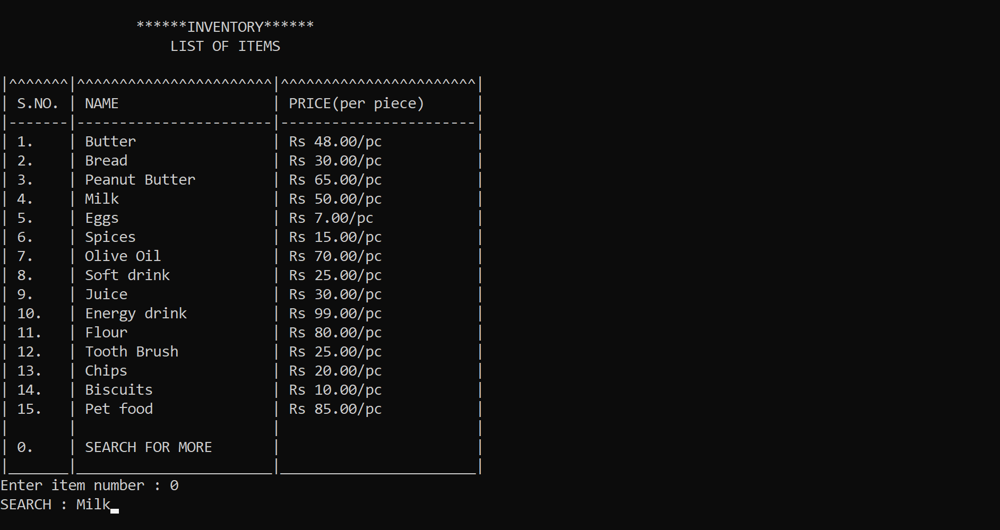 ******INVENTORY******
LIST OF ITEMS
|^^^^^^^|^^^^^^^^^^^^^^^^^^^^^^^|^^^^^^^^^^^^^^^^^^^^^^^|
| S.NO. | NAME                  | PRICE(per piece)      |
|-------|-----------------------|-----------------------|
| 1.    | Butter                | Rs 48.00/pc           |
| 2.    | Bread                 | Rs 30.00/pc           |
| 3.    | Peanut Butter         | Rs 65.00/pc           |
| 4.    | Milk                  | Rs 50.00/pc           |
| 5.    | Eggs                  | Rs 7.00/pc            |
| 6.    | Spices                | Rs 15.00/pc           |
| 7.    | Olive Oil             | Rs 70.00/pc           |
| 8.    | Soft drink            | Rs 25.00/pc           |
| 9.    | Juice                 | Rs 30.00/pc           |
| 10.   | Energy drink          | Rs 99.00/pc           |
| 11.   | Flour                 | Rs 80.00/pc           |
| 12.   | Tooth Brush           | Rs 25.00/pc           |
| 13.   | Chips                 | Rs 20.00/pc           |
| 14.   | Biscuits              | Rs 10.00/pc           |
| 15.   | Pet food              | Rs 85.00/pc           |
|       |                       |                       |
| 0.    | SEARCH FOR MORE       |                       |
|_______|_______________________|_______________________|
Enter item number : 0
SEARCH : Milk